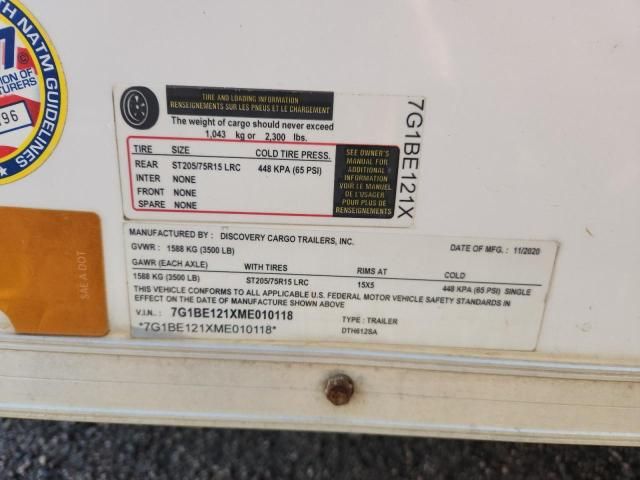 TH NATM GUIDELINES
ION OF
TURERS
96
TIRE AND LOADING INFORMATION
RENSEIGNEMENTS SUR LES PNEUS ET LE CHARGEMENT
The weight of cargo should never exceed
1,043 kg or 2,300 lbs.
TIRE SIZE COLD TIRE PRESS.
REAR ST205/75R15 LRC 448 KPA (65 PSI)
INTER NONE
FRONT NONE
SPARE NONE
SEE OWNER'S
MANUAL FOR
ADDITIONAL
INFORMATION
VOIR LE MANUEL
DE L'USAGER
POUR PLUS DE
RENSEIGNEMENTS
7G1BE121X
MANUFACTURED BY: DISCOVERY CARGO TRAILERS, INC.
GVWR: 1588 KG (3500 LB) DATE OF MFG.: 11/2020
GAWR (EACH AXLE) WITH TIRES RIMS AT COLD
1588 KG (3500 LB) ST205/75R15 LRC 15X5 448 KPA (65 PSI) SINGLE
THIS VEHICLE CONFORMS TO ALL APPLICABLE U.S. FEDERAL MOTOR VEHICLE SAFETY STANDARDS IN
EFFECT ON THE DATE OF MANUFACTURE SHOWN ABOVE
V.I.N.: 7G1BE121XME010118 TYPE: TRAILER
*7G1BE121XME010118* DTH612SA
SAE A DOT